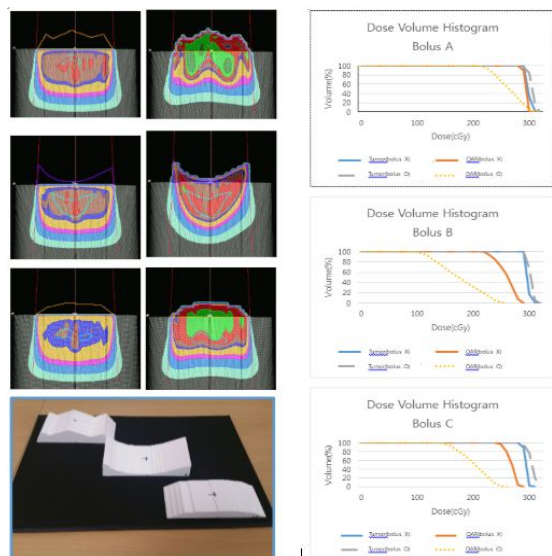 Dose Volume Histogram
Bolus A
Volume(%)
100
80
60
40
20
0
0 100 200 300
Dose(cGy)
Tumor(bolus X) OAR(bolus X)
Tumor(bolus O) OAR(bolus O)
Dose Volume Histogram
Bolus B
Volume(%)
100
80
60
40
20
0
0 100 200 300
Dose(cGy)
Tumor(bolus X) OAR(bolus X)
Tumor(bolus O) OAR(bolus O)
Dose Volume Histogram
Bolus C
Volume(%)
100
80
60
40
20
0
0 100 200 300
Dose(cGy)
Tumor(bolus X) OAR(bolus X)
Tumor(bolus O) OAR(bolus O)